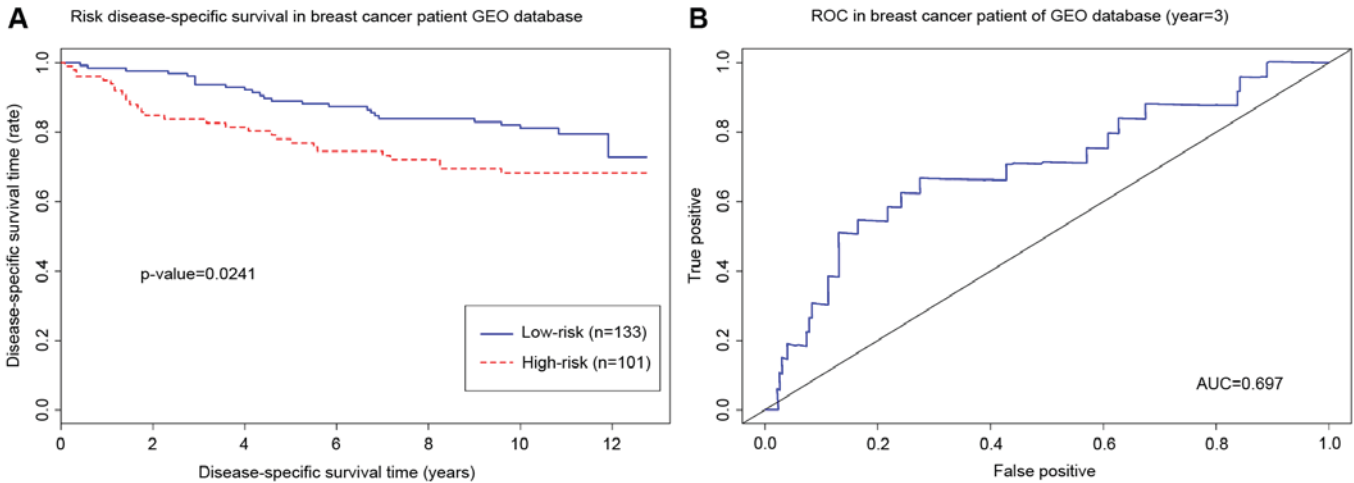 A
Risk disease-specific survival in breast cancer patient GEO database
Disease-specific survival time (rate)
1.0
0.8
0.6
0.4
0.2
0.0
p-value=0.0241
Low-risk (n=133)
High-risk (n=101)
0 2 4 6 8 10 12
Disease-specific survival time (years)
B
ROC in breast cancer patient of GEO database (year=3)
True positive
1.0
0.8
0.6
0.4
0.2
0.0
AUC=0.697
0.0 0.2 0.4 0.6 0.8 1.0
False positive